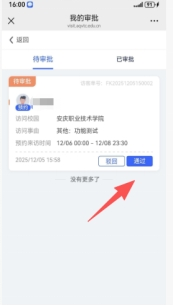 16:00
我的审批
返回
待审批
已审批
待审批
预约
访问校园 安庆职业技术学院
访问事由 其他：功能测试
预约来访时间 12/06 00:00 - 12/08 23:30
2025/12/05 15:58 驳回 通过
没有更多了